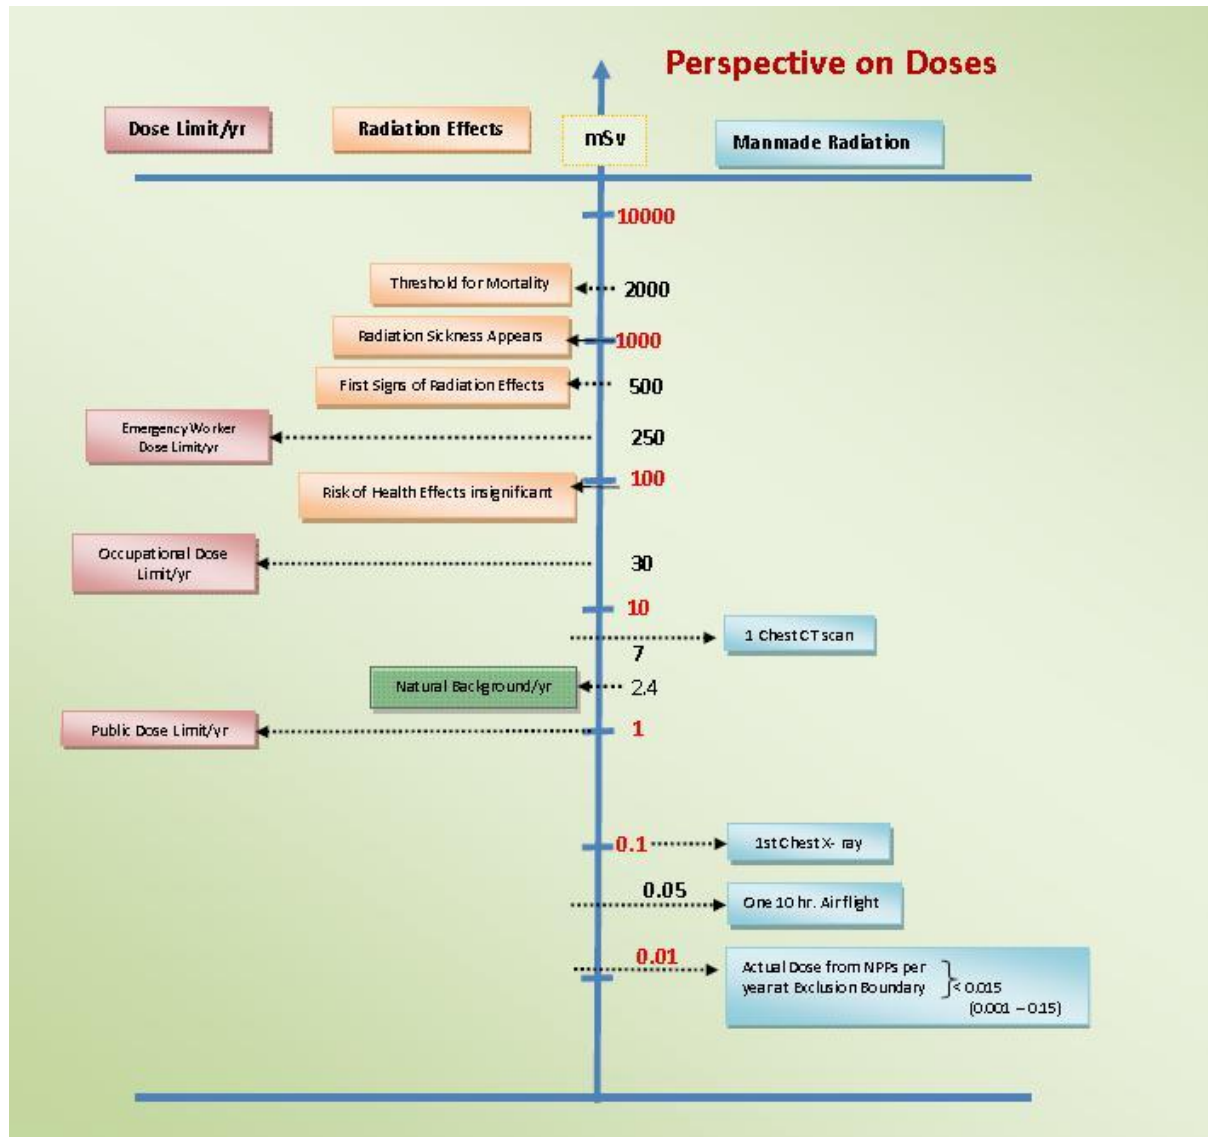 Perspective on Doses
Dose Limit/yr
Radiation Effects
mSv
Manmade Radiation
10000
Threshold for Mortality
2000
Radiation Sickness Appears
1000
First Signs of Radiation Effects
500
Emergency Worker
Dose Limit/yr
250
Risk of Health Effects insignificant
100
Occupational Dose
Limit/yr
30
10
1 Chest CT scan
7
Natural Background/yr
2.4
Public Dose Limit/yr
1
0.1
1st Chest X- ray
0.05
One 10 hr. Air flight
0.01
Actual Dose from NPPs per
year at Exclusion Boundary
< 0.015
(0.001 – 0.15)